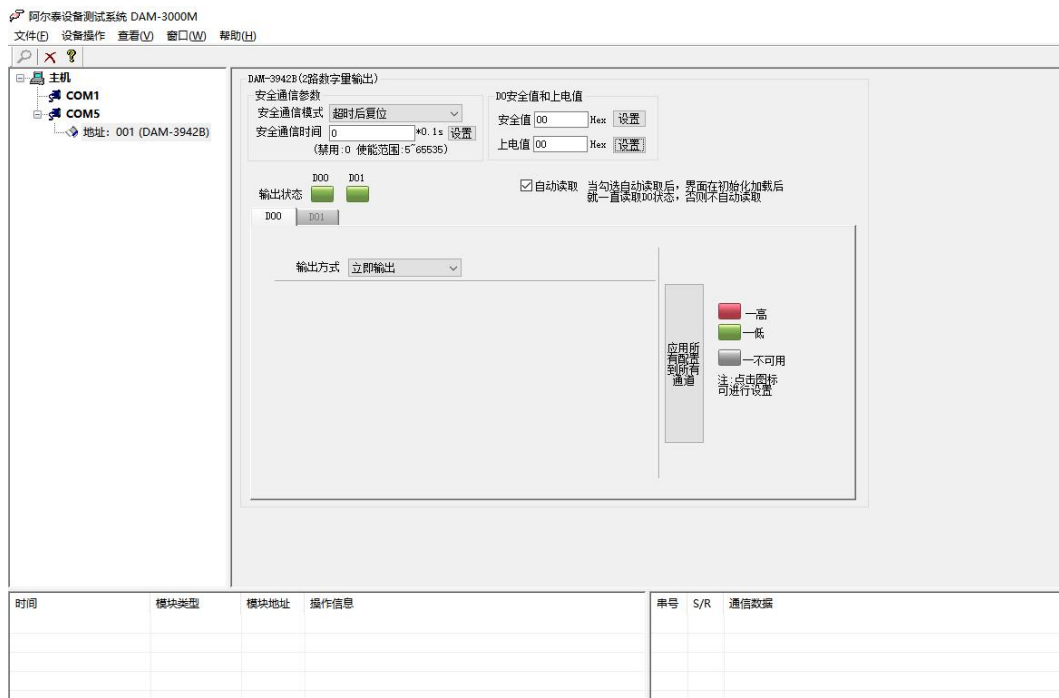 阿尔泰设备测试系统 DAM-3000M
文件(F) 设备操作 查看(V) 窗口(W) 帮助(H)
主机
COM1
COM5
地址：001 (DAM-3942B)
DAM-3942B(2路数字量输出)
安全通信参数
安全通信模式 超时后复位
安全通信时间 0 *0.1s 设置
(禁用:0 使能范围:5~65535)
DO安全值和上电值
安全值 00 Hex 设置
上电值 00 Hex 设置
DO0 DO1
输出状态
自动读取 当勾选自动读取后，界面在初始化加载后
就一直读取DO状态，否则不自动读取
DO0 DO1
输出方式 立即输出
应用所
有配置
到所有
通道
—高
—低
—不可用
注:点击图标
可进行设置
时间 模块类型 模块地址 操作信息
串号 S/R 通信数据